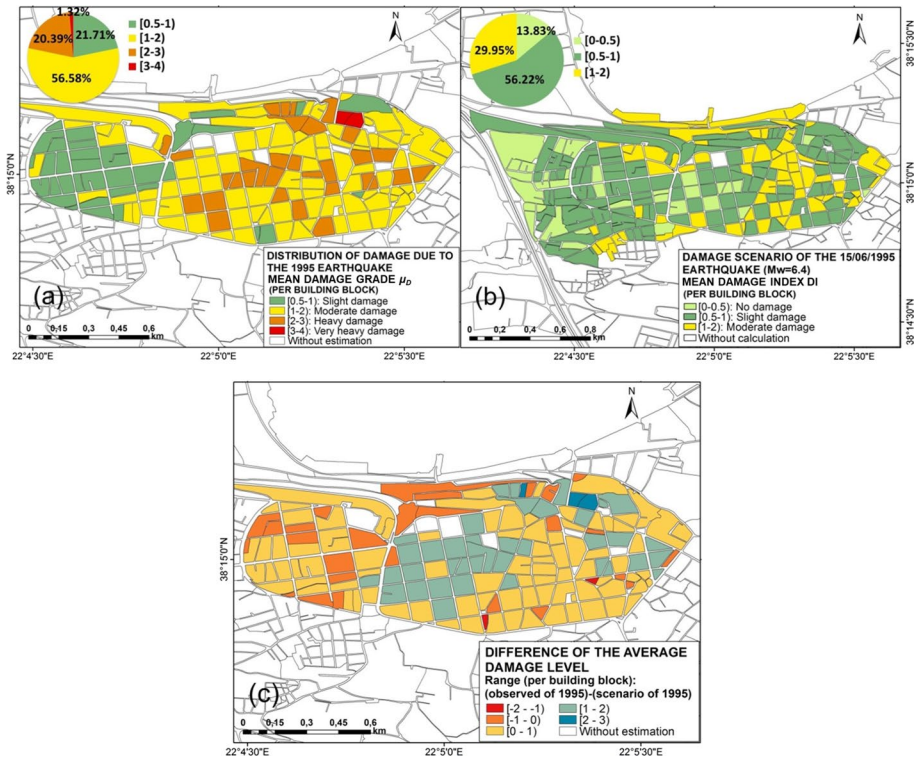 1.32%
20.39%
21.71%
56.58%
[0.5-1)
[1-2)
[2-3)
[3-4)
N
38°15'0"N
(a)
DISTRIBUTION OF DAMAGE DUE TO
THE 1995 EARTHQUAKE
MEAN DAMAGE GRADE μD
(PER BUILDING BLOCK)
[0.5-1): Slight damage
[1-2): Moderate damage
[2-3): Heavy damage
[3-4): Very heavy damage
Without estimation
0 0,15 0,3 0,6
km
22°4'30"E 22°5'0"E 22°5'30"E
13.83%
29.95%
56.22%
[0-0.5)
[0.5-1)
[1-2)
N
38°15'30"N
38°15'0"N
38°14'30"N
(b)
DAMAGE SCENARIO OF THE 15/06/1995
EARTHQUAKE (Mw=6.4)
MEAN DAMAGE INDEX DI
(PER BUILDING BLOCK)
[0-0.5): No damage
[0.5-1): Slight damage
[1-2): Moderate damage
Without calculation
0 0,2 0,4 0,6 0,8
km
22°4'30"E 22°5'0"E 22°5'30"E
N
38°15'0"N
(c)
DIFFERENCE OF THE AVERAGE
DAMAGE LEVEL
Range (per building block):
(observed of 1995)-(scenario of 1995)
[-2 - -1) [1 - 2)
[-1 - 0) [2 - 3)
[0 - 1) Without estimation
0 0,15 0,3 0,6
km
22°4'30"E 22°5'0"E 22°5'30"E